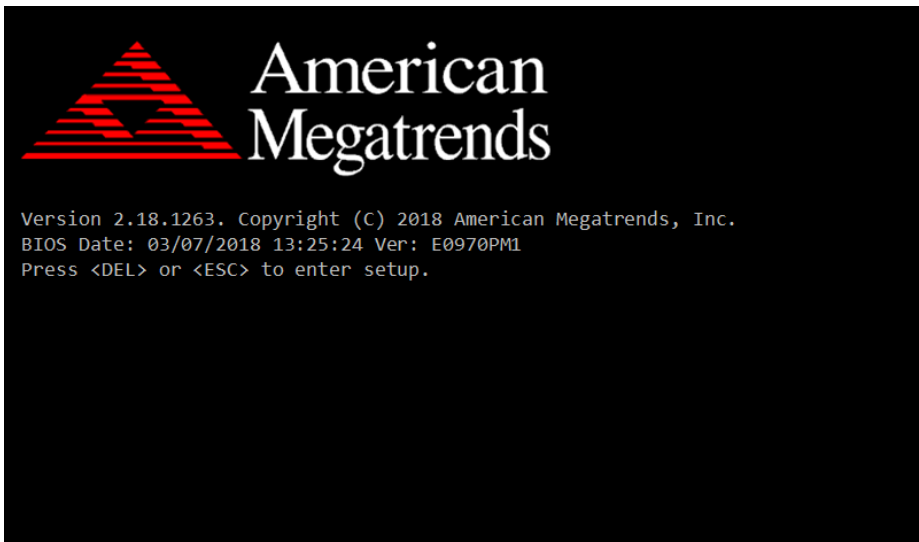 American
Megatrends
Version 2.18.1263. Copyright (C) 2018 American Megatrends, Inc.
BIOS Date: 03/07/2018 13:25:24 Ver: E0970PM1
Press <DEL> or <ESC> to enter setup.